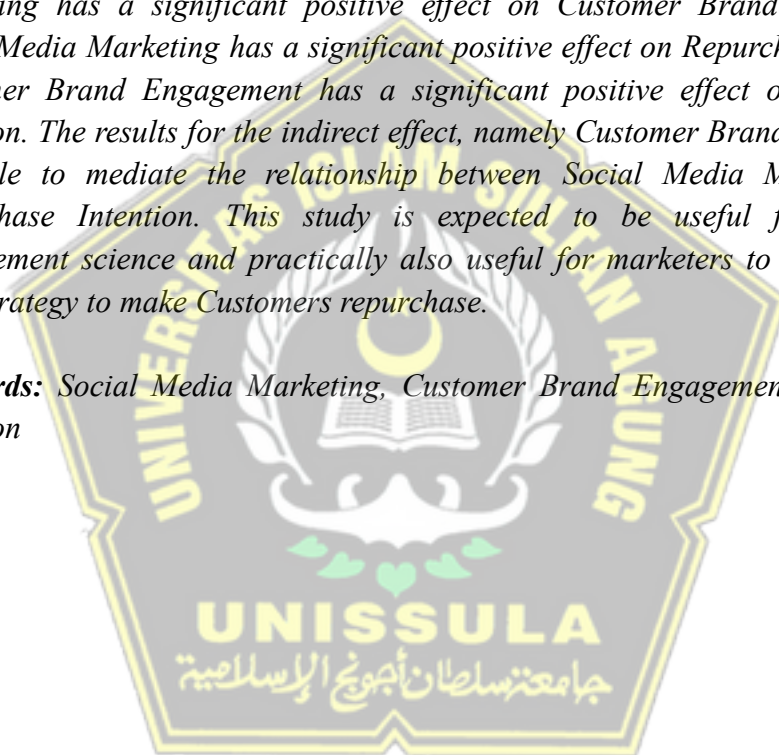 ing has a significant positive effect on Customer Brand
Media Marketing has a significant positive effect on Repurch
ner Brand Engagement has a significant positive effect o
on. The results for the indirect effect, namely Customer Brand
le to mediate the relationship between Social Media M
hase Intention. This study is expected to be useful f
ement science and practically also useful for marketers to
rategy to make Customers repurchase.
rds: Social Media Marketing, Customer Brand Engagemen
on
UNIVERSITAS ISLAM SULTAN AGUNG
UNISSULA
جامعة سلطان أجونج الإسلامية